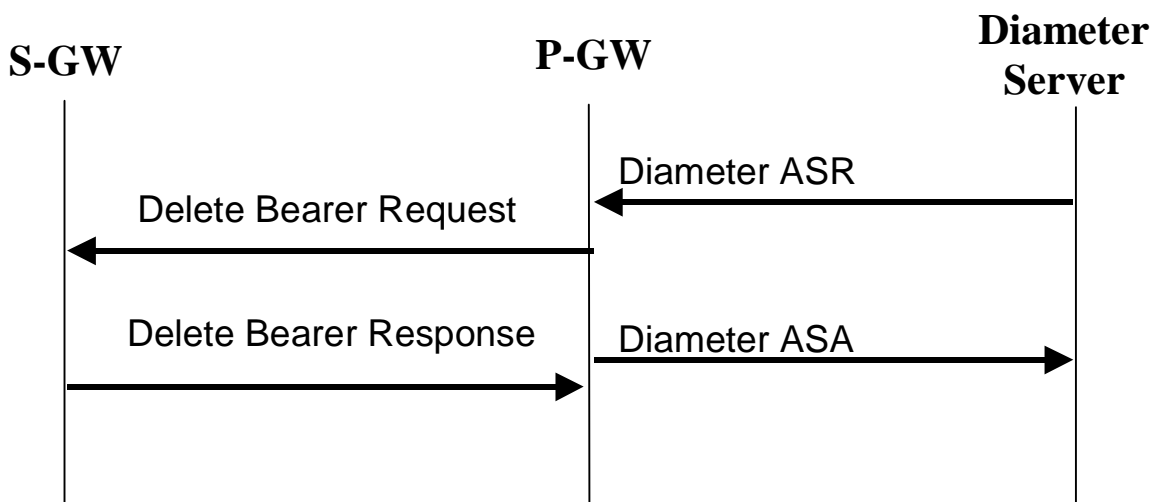 S-GW
P-GW
Diameter
Server
Diameter ASR
Delete Bearer Request
Delete Bearer Response
Diameter ASA